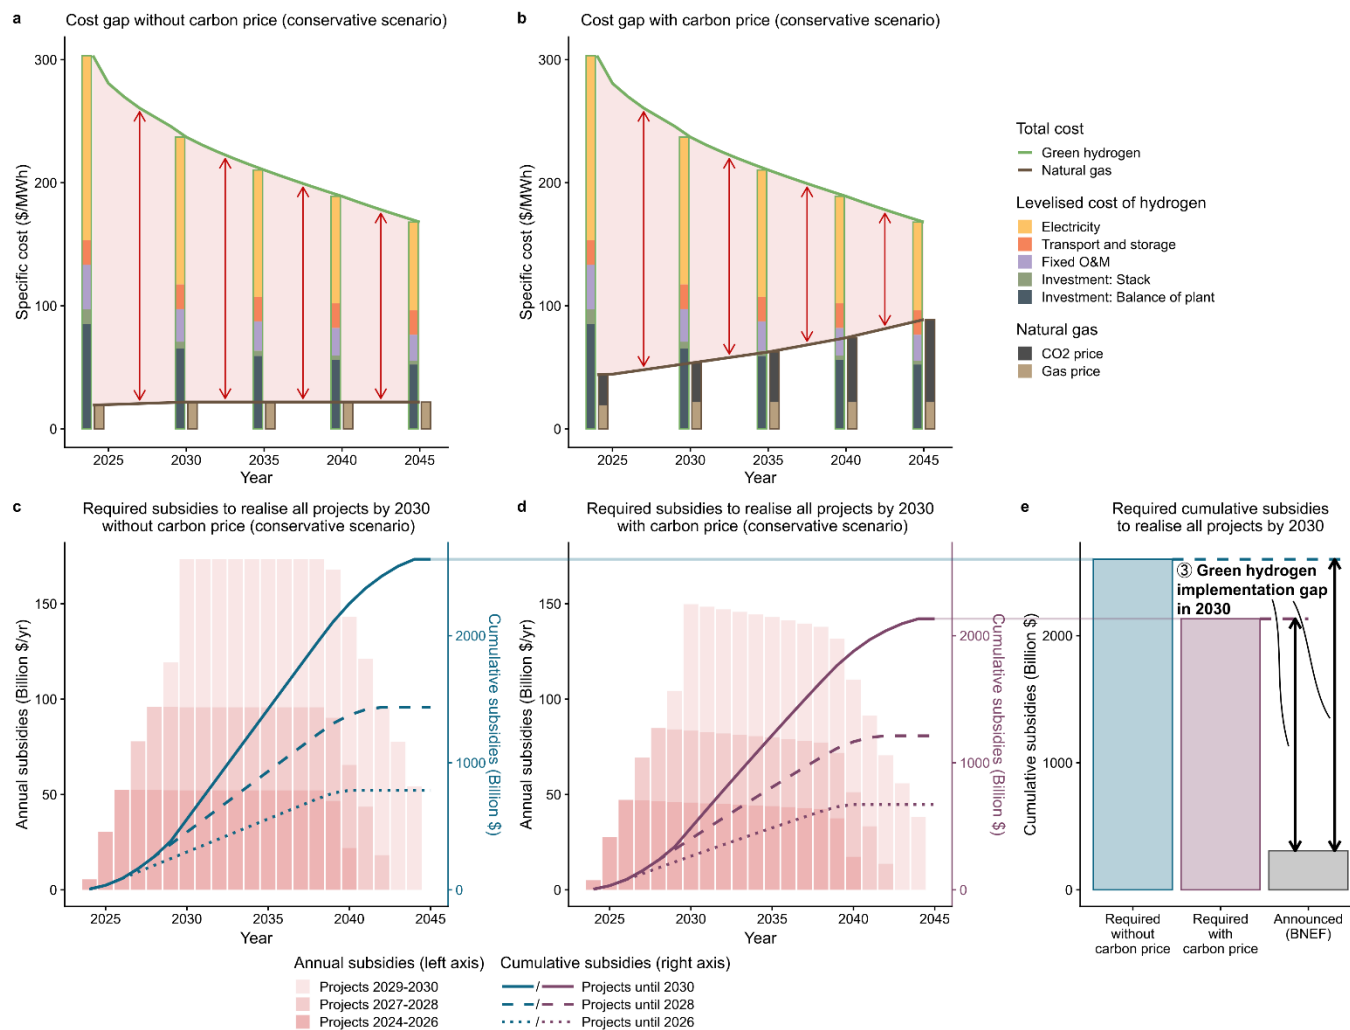 a Cost gap without carbon price (conservative scenario)
b Cost gap with carbon price (conservative scenario)
Specific cost ($/MWh)
300
200
100
0
2025 2030 2035 2040 2045
Year
Specific cost ($/MWh)
300
200
100
0
2025 2030 2035 2040 2045
Year
Total cost
Green hydrogen
Natural gas
Levelised cost of hydrogen
Electricity
Transport and storage
Fixed O&M
Investment: Stack
Investment: Balance of plant
Natural gas
CO2 price
Gas price
c Required subsidies to realise all projects by 2030
without carbon price (conservative scenario)
Annual subsidies (Billion $/yr)
150
100
50
0
2000
1000
0
Cumulative subsidies (Billion $)
2025 2030 2035 2040 2045
Year
d Required subsidies to realise all projects by 2030
with carbon price (conservative scenario)
Annual subsidies (Billion $/yr)
150
100
50
0
2000
1000
0
Cumulative subsidies (Billion $)
2025 2030 2035 2040 2045
Year
e Required cumulative subsidies
to realise all projects by 2030
Cumulative subsidies (Billion $)
2000
1000
0
③ Green hydrogen
implementation gap
in 2030
Required
without
carbon price
Required
with
carbon price
Announced
(BNEF)
Annual subsidies (left axis)
Projects 2029-2030
Projects 2027-2028
Projects 2024-2026
Cumulative subsidies (right axis)
/ Projects until 2030
/ Projects until 2028
/ Projects until 2026